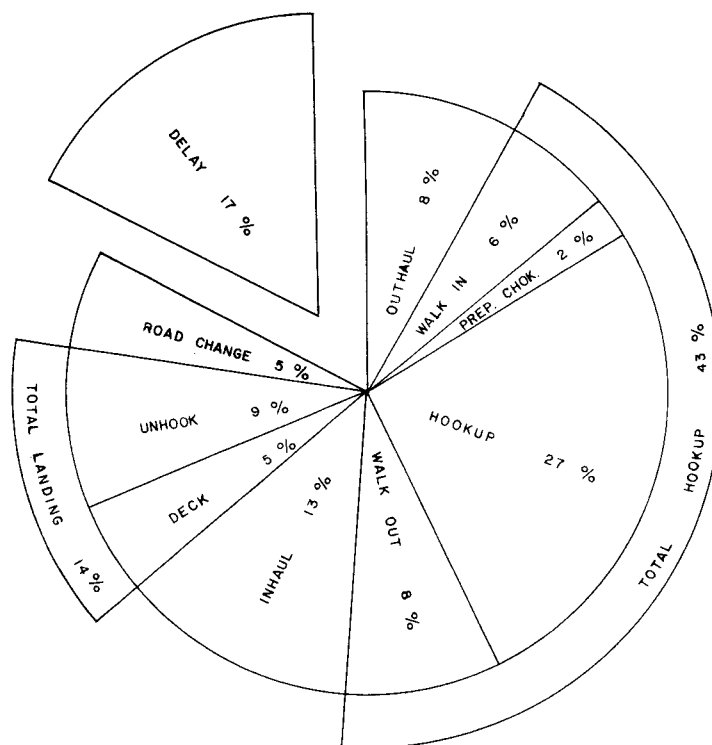 DELAY
17 %
OUTHAUL 8 %
WALK IN 6 %
PREP. CHOK. 2 %
HOOKUP 27 %
TOTAL HOOKUP 43 %
WALK OUT 8 %
INHAUL 13 %
DECK 5 %
UNHOOK 9 %
TOTAL LANDING 14 %
ROAD CHANGE 5 %